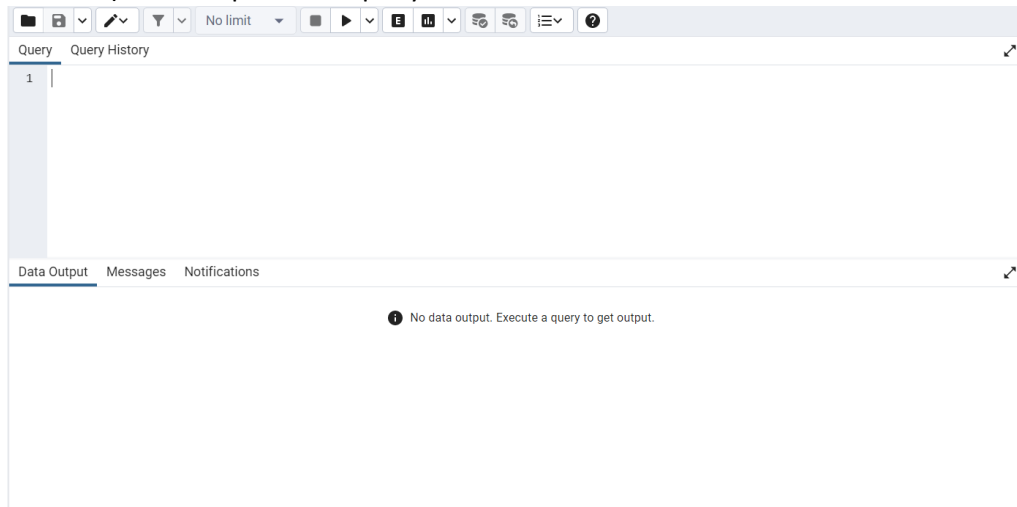 No limit
E
Query Query History
1
Data Output Messages Notifications
No data output. Execute a query to get output.